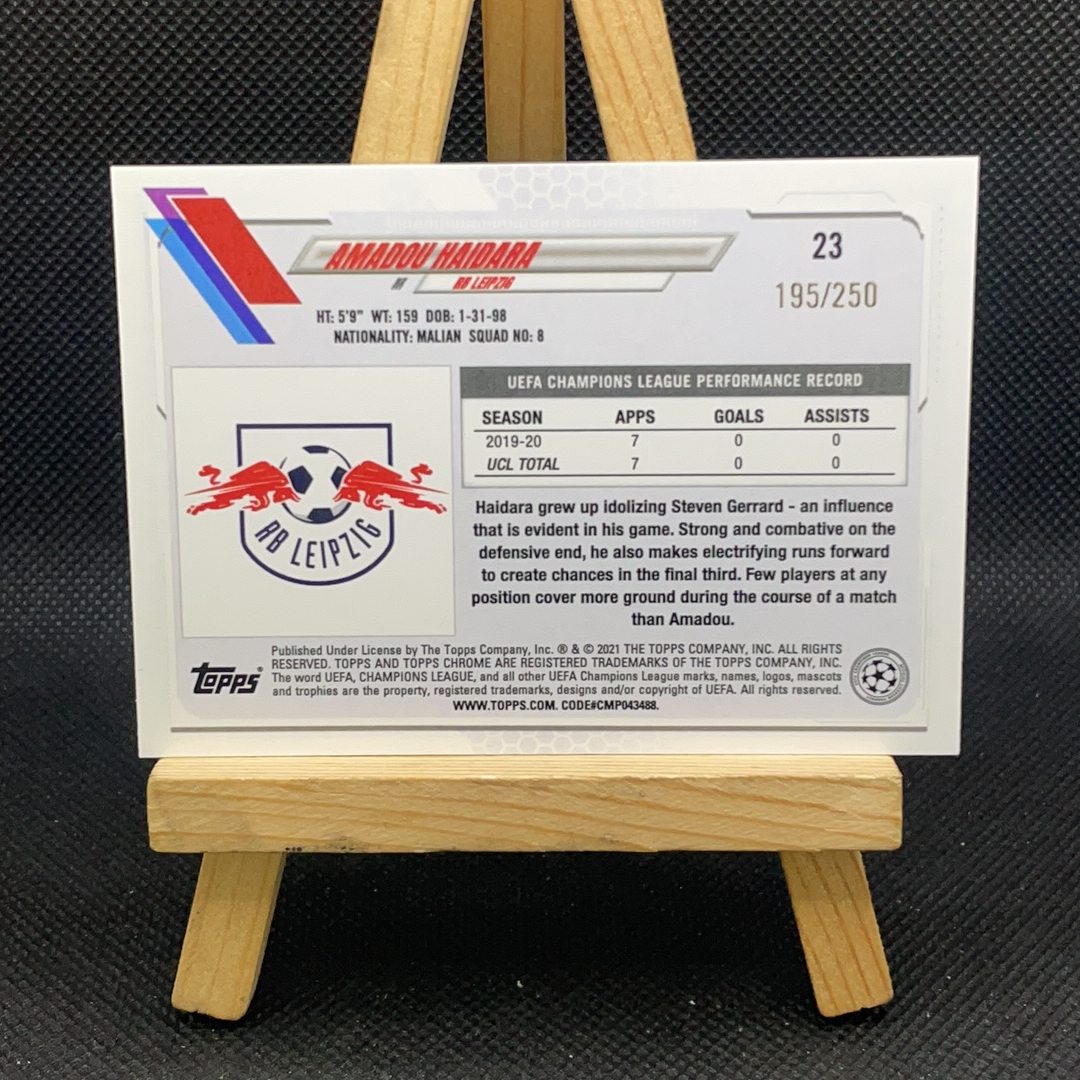 AMADOU HAIDARA
M RB LEIPZIG
23
195/250
HT: 5'9" WT: 159 DOB: 1-31-98
NATIONALITY: MALIAN SQUAD NO: 8
RB LEIPZIG
UEFA CHAMPIONS LEAGUE PERFORMANCE RECORD
SEASON APPS GOALS ASSISTS
2019-20 7 0 0
UCL TOTAL 7 0 0
Haidara grew up idolizing Steven Gerrard - an influence
that is evident in his game. Strong and combative on the
defensive end, he also makes electrifying runs forward
to create chances in the final third. Few players at any
position cover more ground during the course of a match
than Amadou.
topps®
Published Under License by The Topps Company, Inc. ® & © 2021 THE TOPPS COMPANY, INC. ALL RIGHTS
RESERVED. TOPPS AND TOPPS CHROME ARE REGISTERED TRADEMARKS OF THE TOPPS COMPANY, INC.
The word UEFA, CHAMPIONS LEAGUE, and all other UEFA Champions League marks, names, logos, mascots
and trophies are the property, registered trademarks, designs and/or copyright of UEFA. All rights reserved.
WWW.TOPPS.COM. CODE#CMP043488.